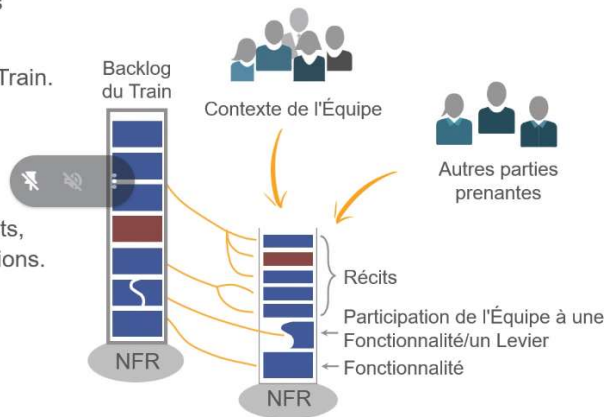 s
Train.
ts,
ions.
Backlog
du Train
NFR
Contexte de l'Équipe
Autres parties
prenantes
Récits
Participation de l'Équipe à une
Fonctionnalité/un Levier
Fonctionnalité
NFR